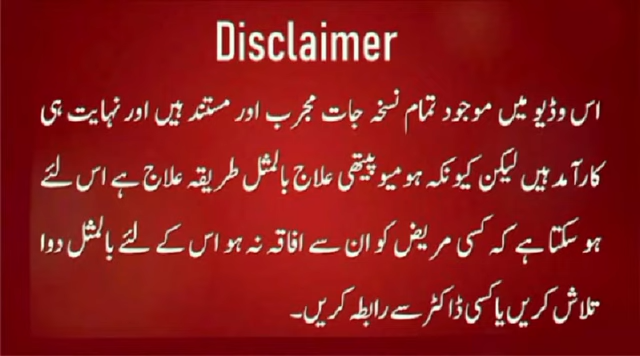 Disclaimer
اس وڈیو میں موجود تمام نسخہ جات مجرب اور مستند ہیں اور نہایت ہی
کارآمد ہیں لیکن کیونکہ ہومیوپیتھی علاج بالمثل طریقہ علاج ہے اس لئے
ہو سکتا ہے کہ کسی مریض کو ان سے افاقہ نہ ہو اس کے لئے بالمثل دوا
تلاش کریں یا کسی ڈاکٹر سے رابطہ کریں۔